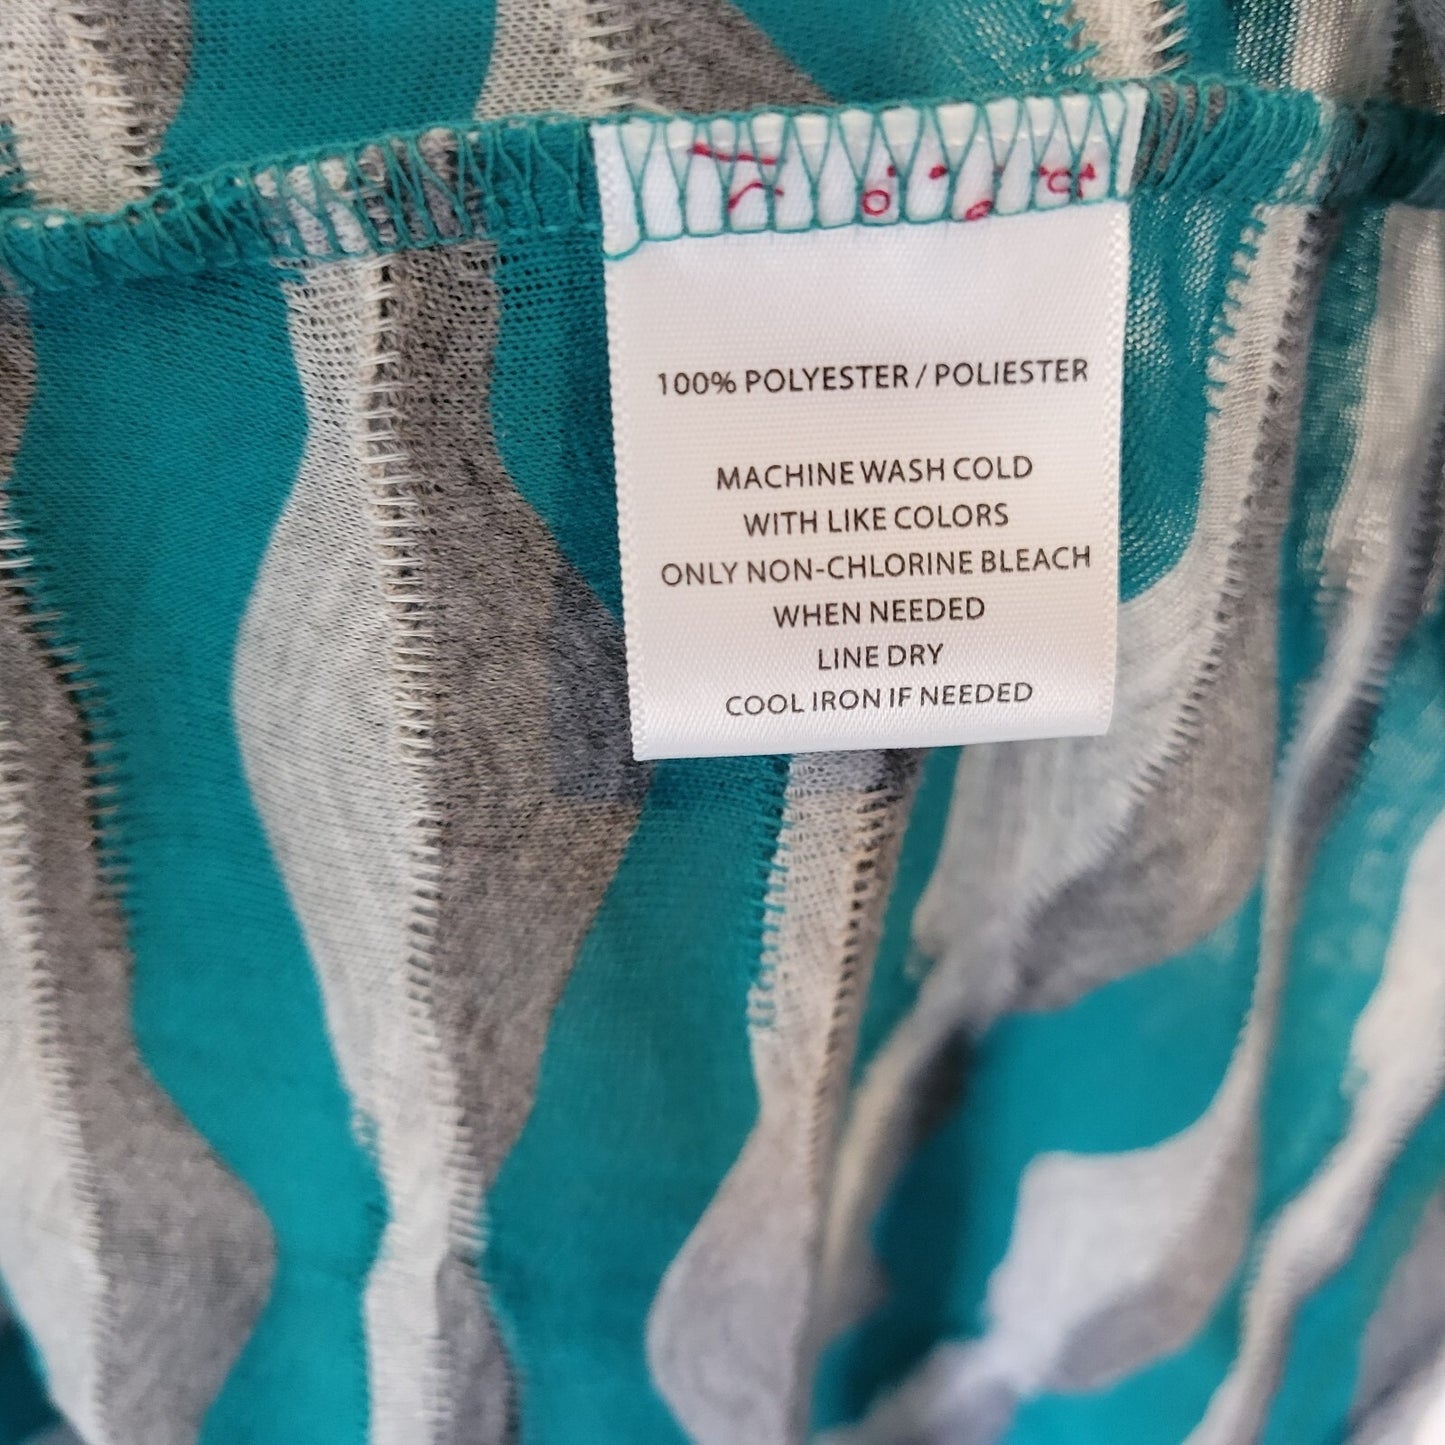 100% POLYESTER / POLIESTER
MACHINE WASH COLD
WITH LIKE COLORS
ONLY NON-CHLORINE BLEACH
WHEN NEEDED
LINE DRY
COOL IRON IF NEEDED